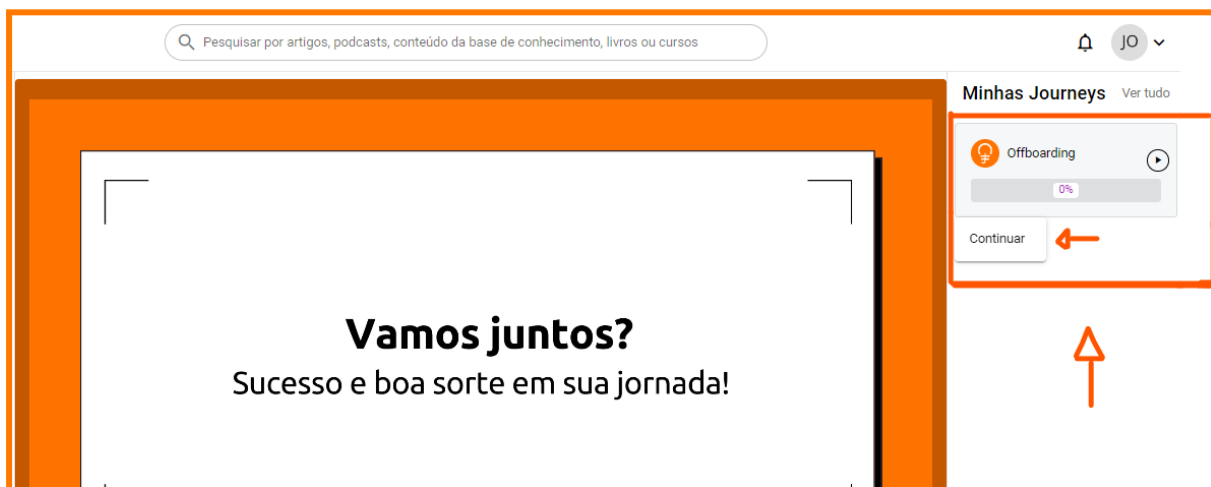 Pesquisar por artigos, podcasts, conteúdo da base de conhecimento, livros ou cursos
JO
Minhas Journeys Ver tudo
Offboarding
0%
Continuar
Vamos juntos?
Sucesso e boa sorte em sua jornada!